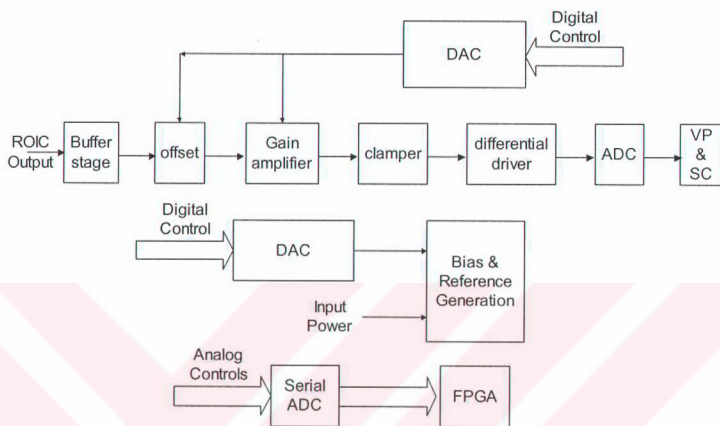 Digital
Control
DAC
ROIC
Output
Buffer
stage
offset
Gain
amplifier
clamper
differential
driver
ADC
VP
&
SC
Digital
Control
DAC
Bias &
Reference
Generation
Input
Power
Analog
Controls
Serial
ADC
FPGA